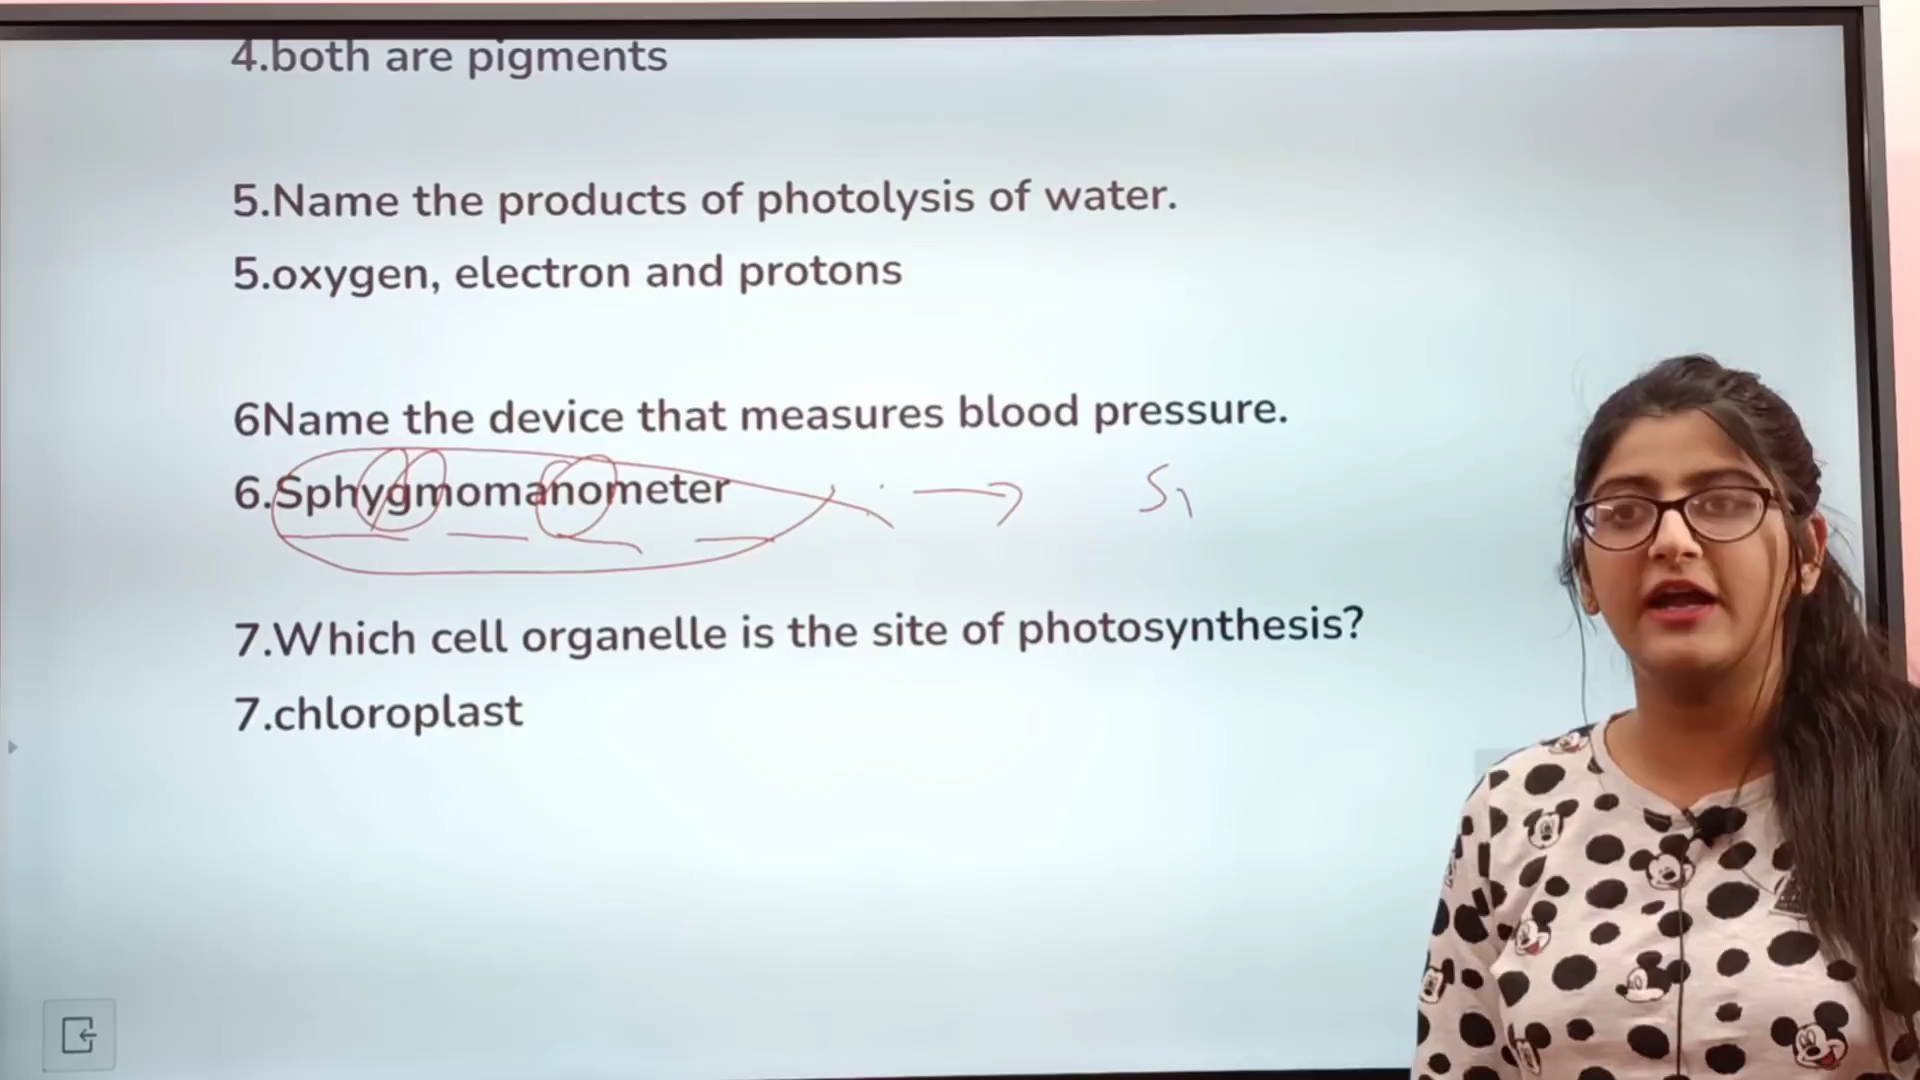 4.both are pigments
5.Name the products of photolysis of water.
5.oxygen, electron and protons
6Name the device that measures blood pressure.
6.Sphygmomanometer
7.Which cell organelle is the site of photosynthesis?
7.chloroplast